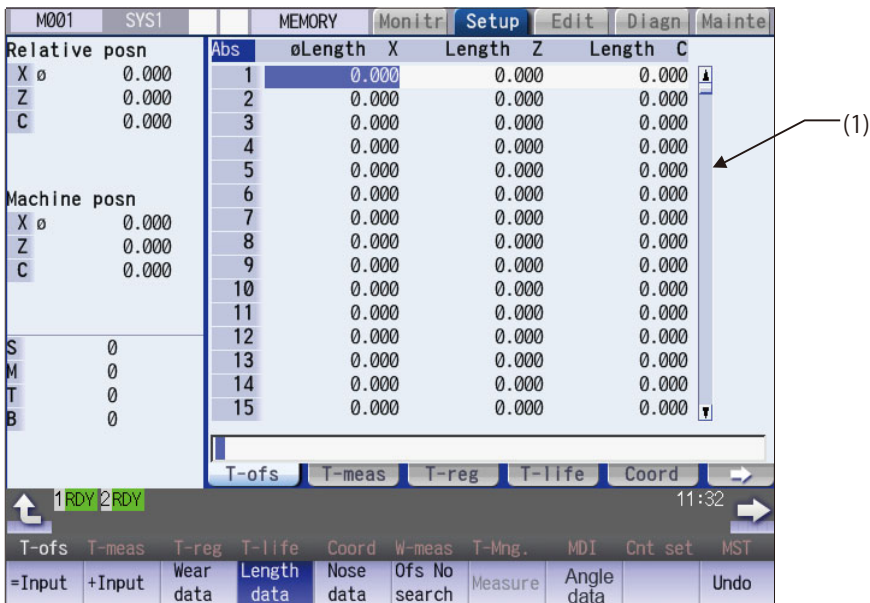 M001 SYS1 MEMORY Monitr Setup Edit Diagn Mainte
Relative posn
X ø 0.000
Z 0.000
C 0.000
Machine posn
X ø 0.000
Z 0.000
C 0.000
S 0
M 0
T 0
B 0
Abs øLength X Length Z Length C
1 0.000 0.000 0.000
2 0.000 0.000 0.000
3 0.000 0.000 0.000
4 0.000 0.000 0.000
5 0.000 0.000 0.000
6 0.000 0.000 0.000
7 0.000 0.000 0.000
8 0.000 0.000 0.000
9 0.000 0.000 0.000
10 0.000 0.000 0.000
11 0.000 0.000 0.000
12 0.000 0.000 0.000
13 0.000 0.000 0.000
14 0.000 0.000 0.000
15 0.000 0.000 0.000
(1)
T-ofs T-meas T-reg T-life Coord
1 RDY 2 RDY 11:32
T-ofs T-meas T-reg T-life Coord W-meas T-Mng. MDI Cnt set MST
=Input +Input Wear data Length data Nose data Ofs No search Measure Angle data Undo